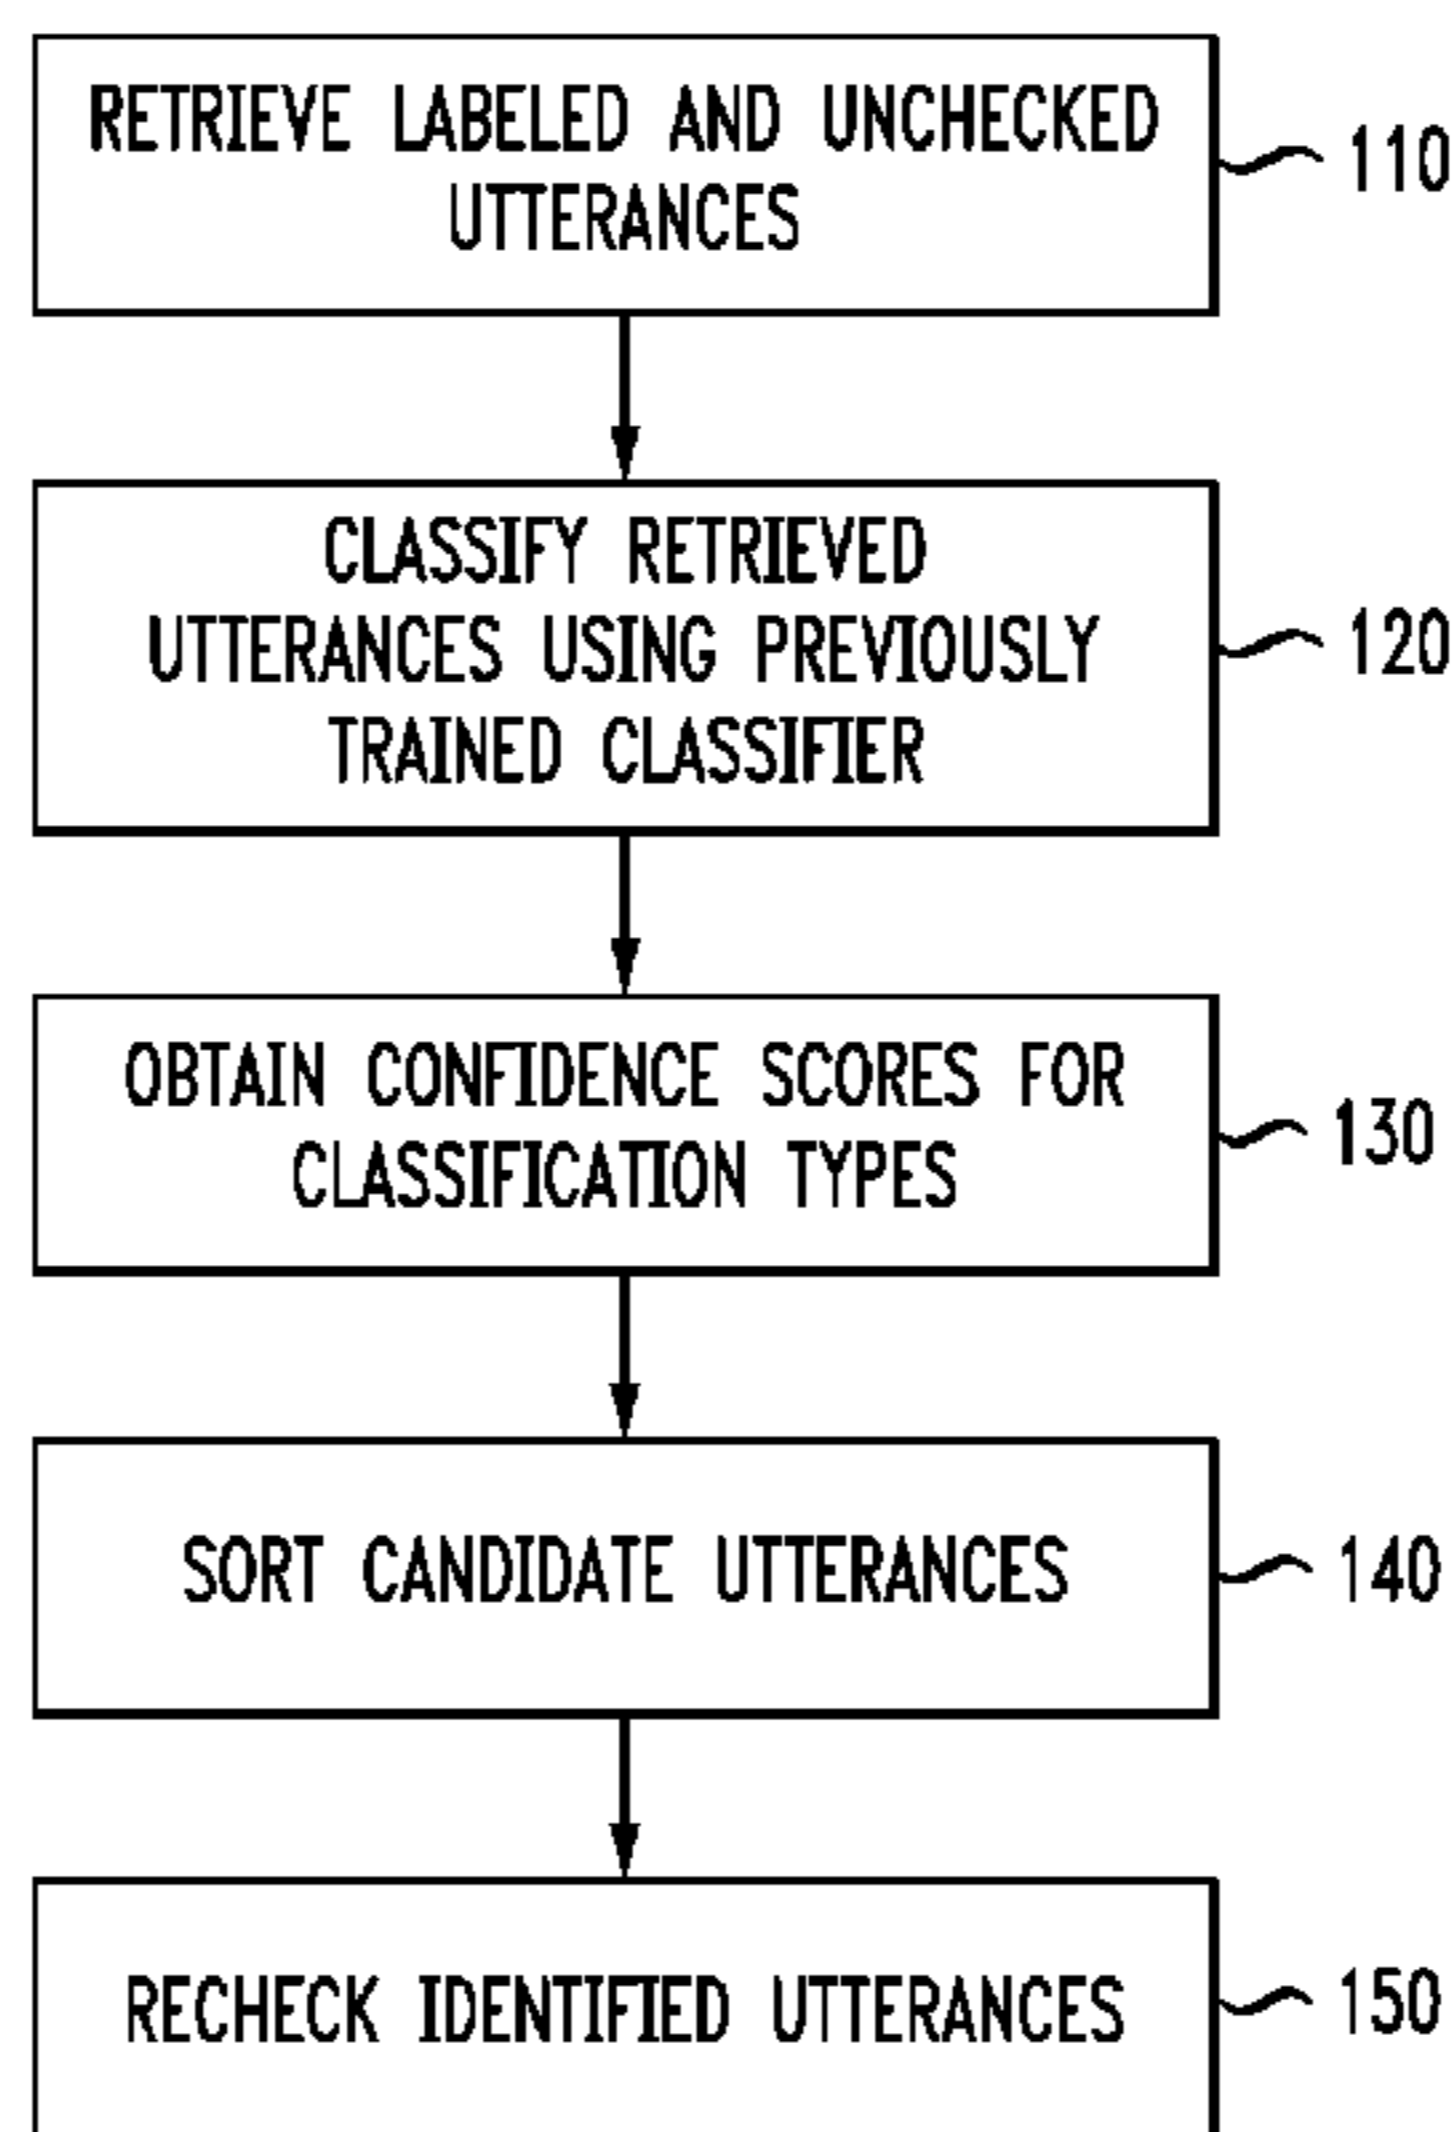 RETRIEVE LABELED AND UNCHECKED
UTTERANCES
110
CLASSIFY RETRIEVED
UTTERANCES USING PREVIOUSLY
TRAINED CLASSIFIER
120
OBTAIN CONFIDENCE SCORES FOR
CLASSIFICATION TYPES
130
SORT CANDIDATE UTTERANCES
140
RECHECK IDENTIFIED UTTERANCES
150